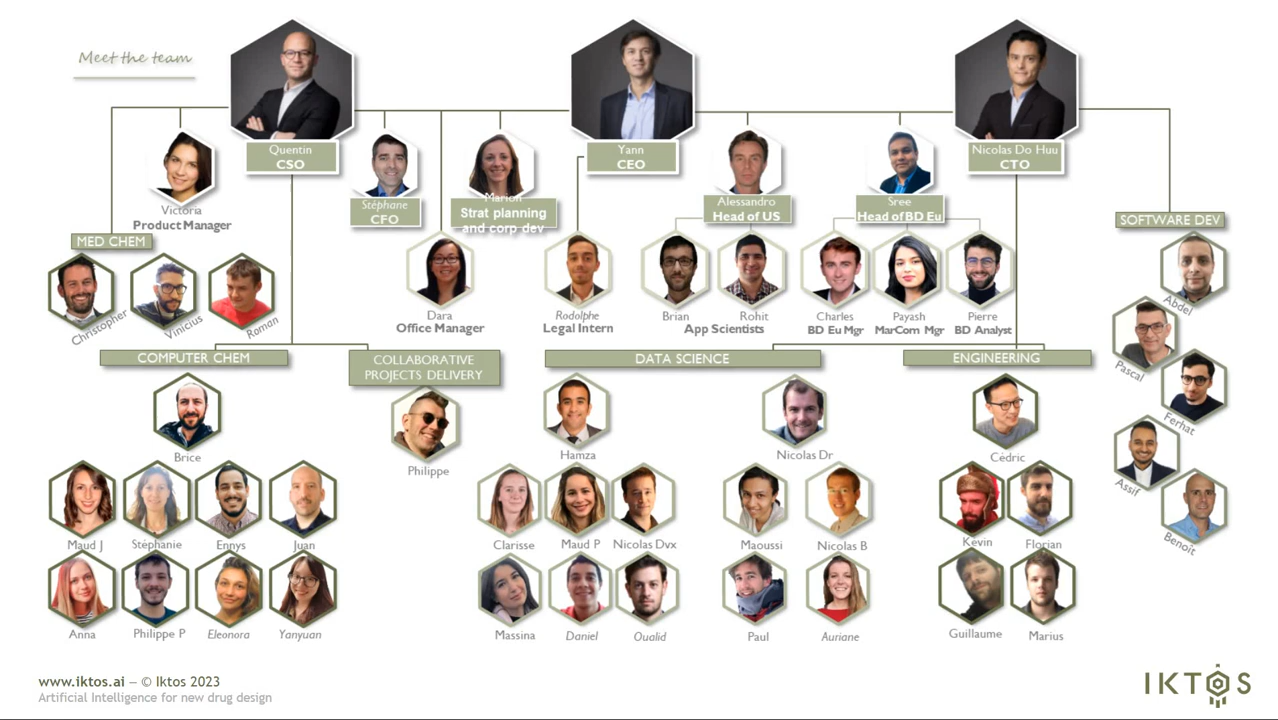 Meet the team
Quentin
CSO
Yann
CEO
Nicolas Do Huu
CTO
Victoria
Product Manager
Stéphane
CFO
Marion
Strat planning
and corp dev
Alessandro
Head of US
Sree
Head of BD Eu
SOFTWARE DEV
MED CHEM
Christopher
Vinicius
Roman
Dara
Office Manager
Rodolphe
Legal Intern
Brian
Rohit
App Scientists
Charles
BD Eu Mgr
Payash
MarCom Mgr
Pierre
BD Analyst
Abdel
Pascal
Ferhat
Assif
Benoit
COMPUTER CHEM
COLLABORATIVE
PROJECTS DELIVERY
DATA SCIENCE
ENGINEERING
Brice
Philippe
Hamza
Nicolas Dr
Cédric
Maud J
Stéphanie
Ennys
Juan
Clarisse
Maud P
Nicolas Dvx
Maoussi
Nicolas B
Kevin
Florian
Anna
Philippe P
Eleonora
Yanyuan
Massina
Daniel
Oualid
Paul
Auriane
Guillaume
Marius
www.iktos.ai – © Iktos 2023
Artificial Intelligence for new drug design
IKTOS